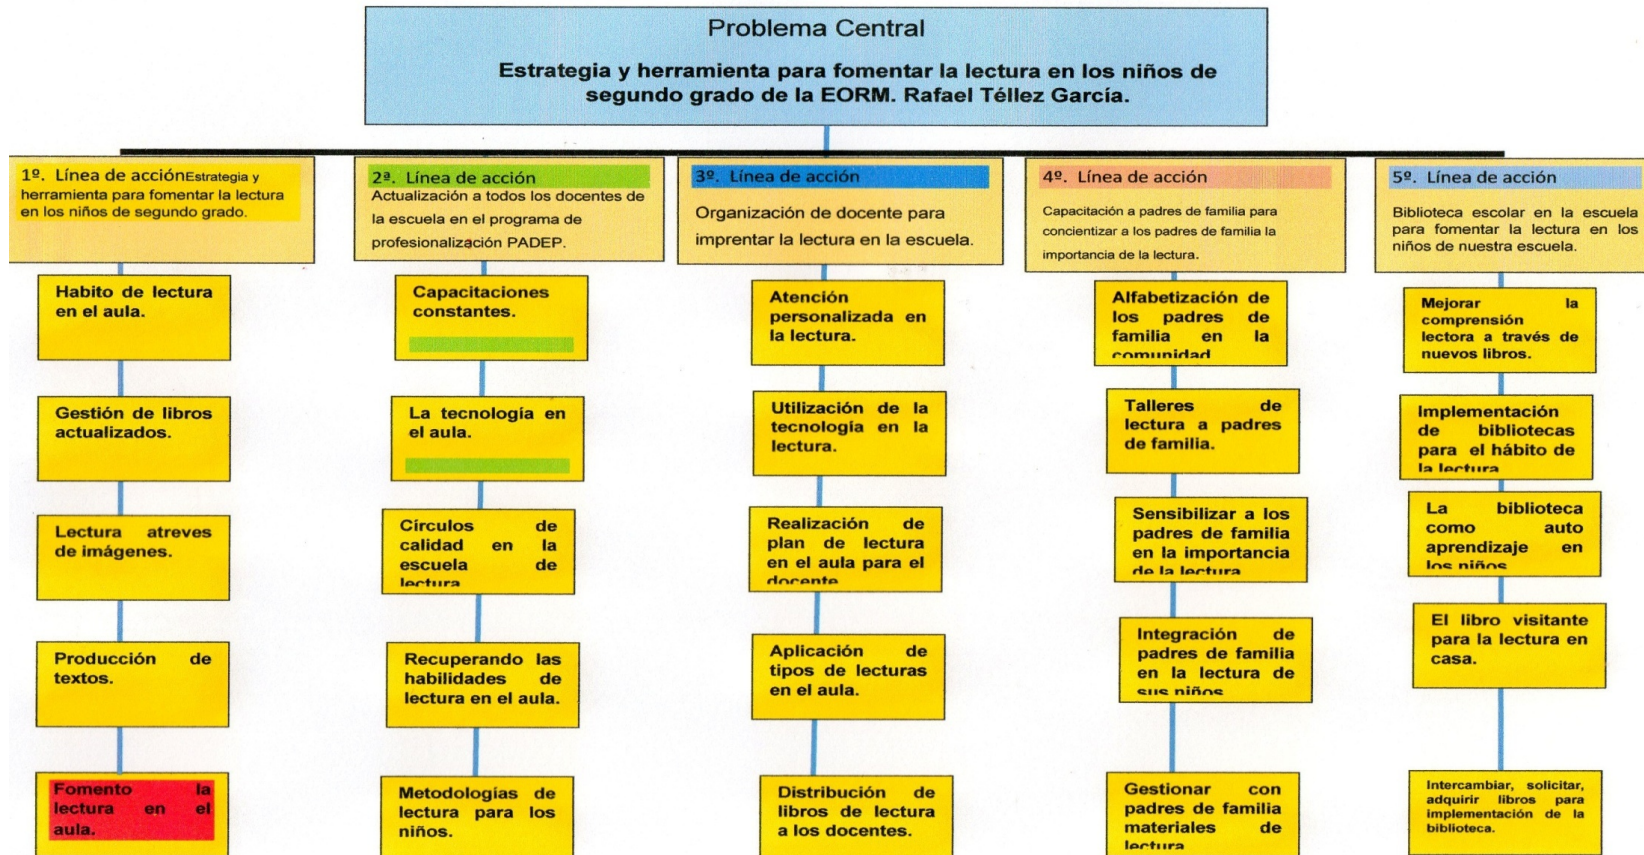 Problema Central
Estrategia y herramienta para fomentar la lectura en los niños de
segundo grado de la EORM. Rafael Téllez García.
1º. Línea de acciónEstrategia y
herramienta para fomentar la lectura
en los niños de segundo grado.
Habito de lectura
en el aula.
Gestión de libros
actualizados.
Lectura atreves
de imágenes.
Producción de
textos.
Fomento la
lectura en el
aula.
2ª. Línea de acción
Actualización a todos los docentes de
la escuela en el programa de
profesionalización PADEP.
Capacitaciones
constantes.
La tecnología en
el aula.
Círculos de
calidad en la
escuela de
lectura
Recuperando las
habilidades de
lectura en el aula.
Metodologías de
lectura para los
niños.
3º. Línea de acción
Organización de docente para
imprentar la lectura en la escuela.
Atención
personalizada en
la lectura.
Utilización de la
tecnología en la
lectura.
Realización de
plan de lectura
en el aula para el
docente
Aplicación de
tipos de lecturas
en el aula.
Distribución de
libros de lectura
a los docentes.
4º. Línea de acción
Capacitación a padres de familia para
concientizar a los padres de familia la
importancia de la lectura.
Alfabetización de
los padres de
familia en la
comunidad
Talleres de
lectura a padres
de familia.
Sensibilizar a los
padres de familia
en la importancia
de la lectura
Integración de
padres de familia
en la lectura de
sus niños
Gestionar con
padres de familia
materiales de
lectura
5º. Línea de acción
Biblioteca escolar en la escuela
para fomentar la lectura en los
niños de nuestra escuela.
Mejorar la
comprensión
lectora a través de
nuevos libros.
Implementación
de bibliotecas
para el hábito de
la lectura
La biblioteca
como auto
aprendizaje en
los niños
El libro visitante
para la lectura en
casa.
Intercambiar, solicitar,
adquirir libros para
implementación de la
biblioteca.